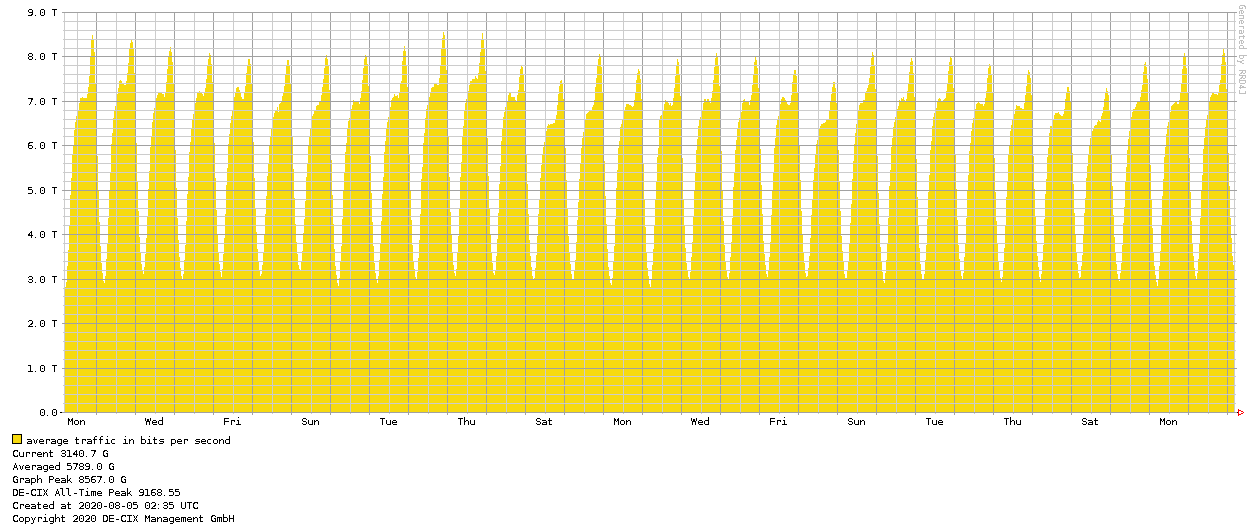 9.0 T
8.0 T
7.0 T
6.0 T
5.0 T
4.0 T
3.0 T
2.0 T
1.0 T
0.0
Mon Wed Fri Sun Tue Thu Sat Mon Wed Fri Sun Tue Thu Sat Mon
Generated by RRD4J
average traffic in bits per second
Current 3140.7 G
Averaged 5789.0 G
Graph Peak 8567.0 G
DE-CIX All-Time Peak 9168.55
Created at 2020-08-05 02:35 UTC
Copyright 2020 DE-CIX Management GmbH